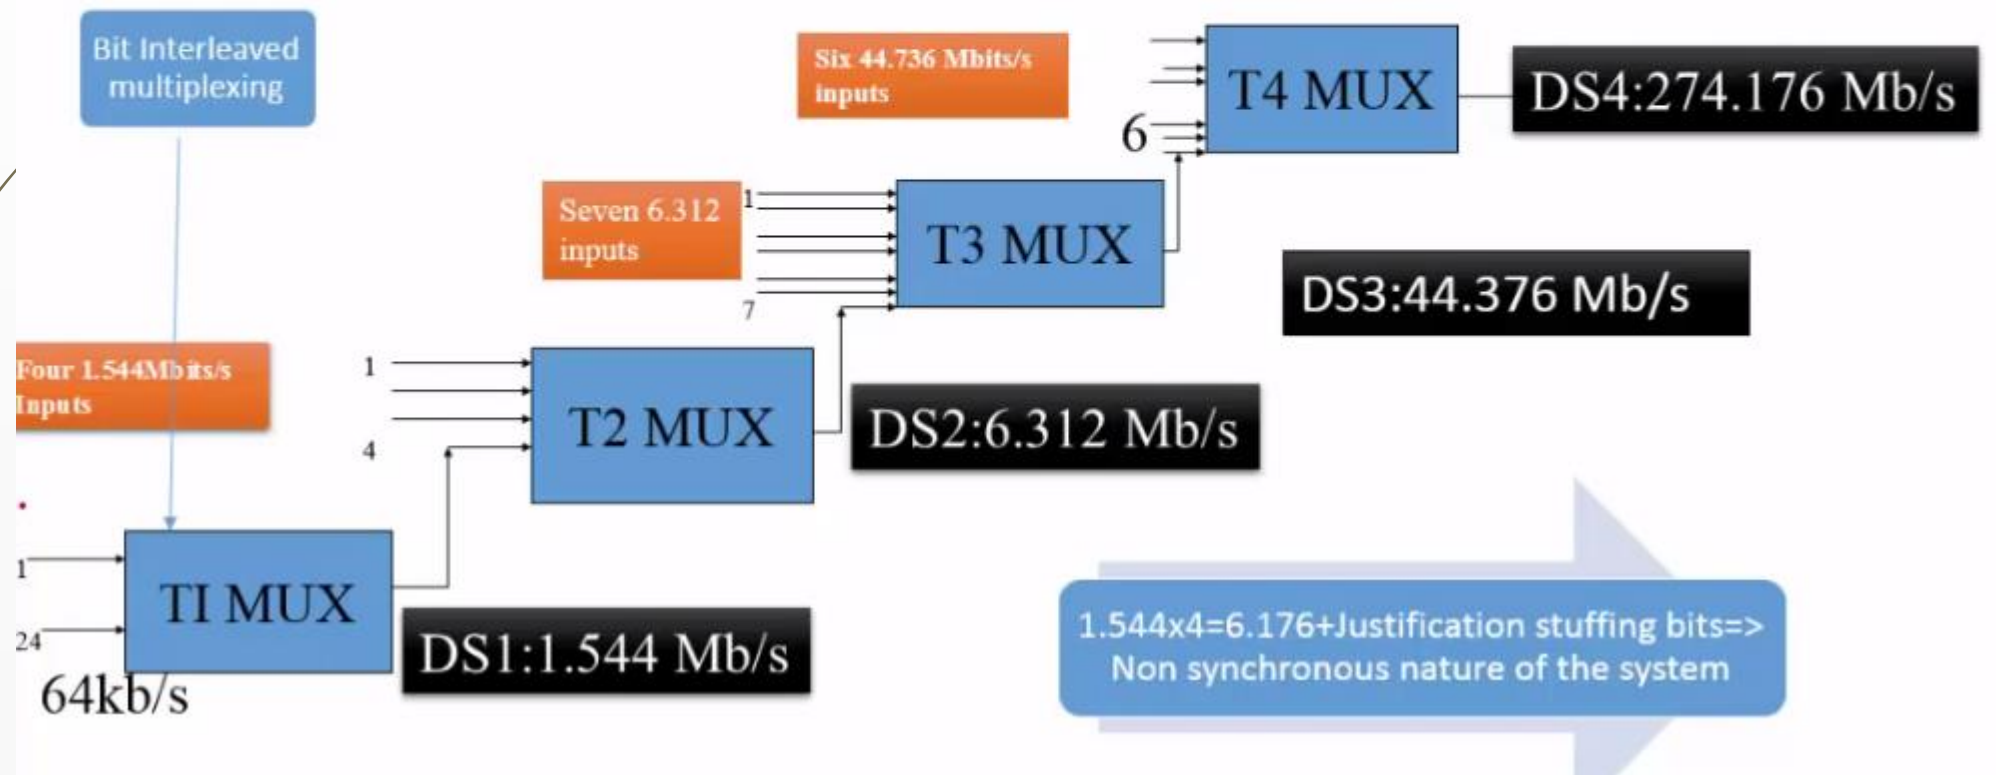 Bit Interleaved
multiplexing
Six 44.736 Mbits/s
inputs
T4 MUX
DS4:274.176 Mb/s
6
Seven 6.312
inputs
1
7
T3 MUX
DS3:44.376 Mb/s
Four 1.544Mbits/s
Inputs
1
4
T2 MUX
DS2:6.312 Mb/s
1
24
TI MUX
64kb/s
DS1:1.544 Mb/s
1.544x4=6.176+Justification stuffing bits=>
Non synchronous nature of the system